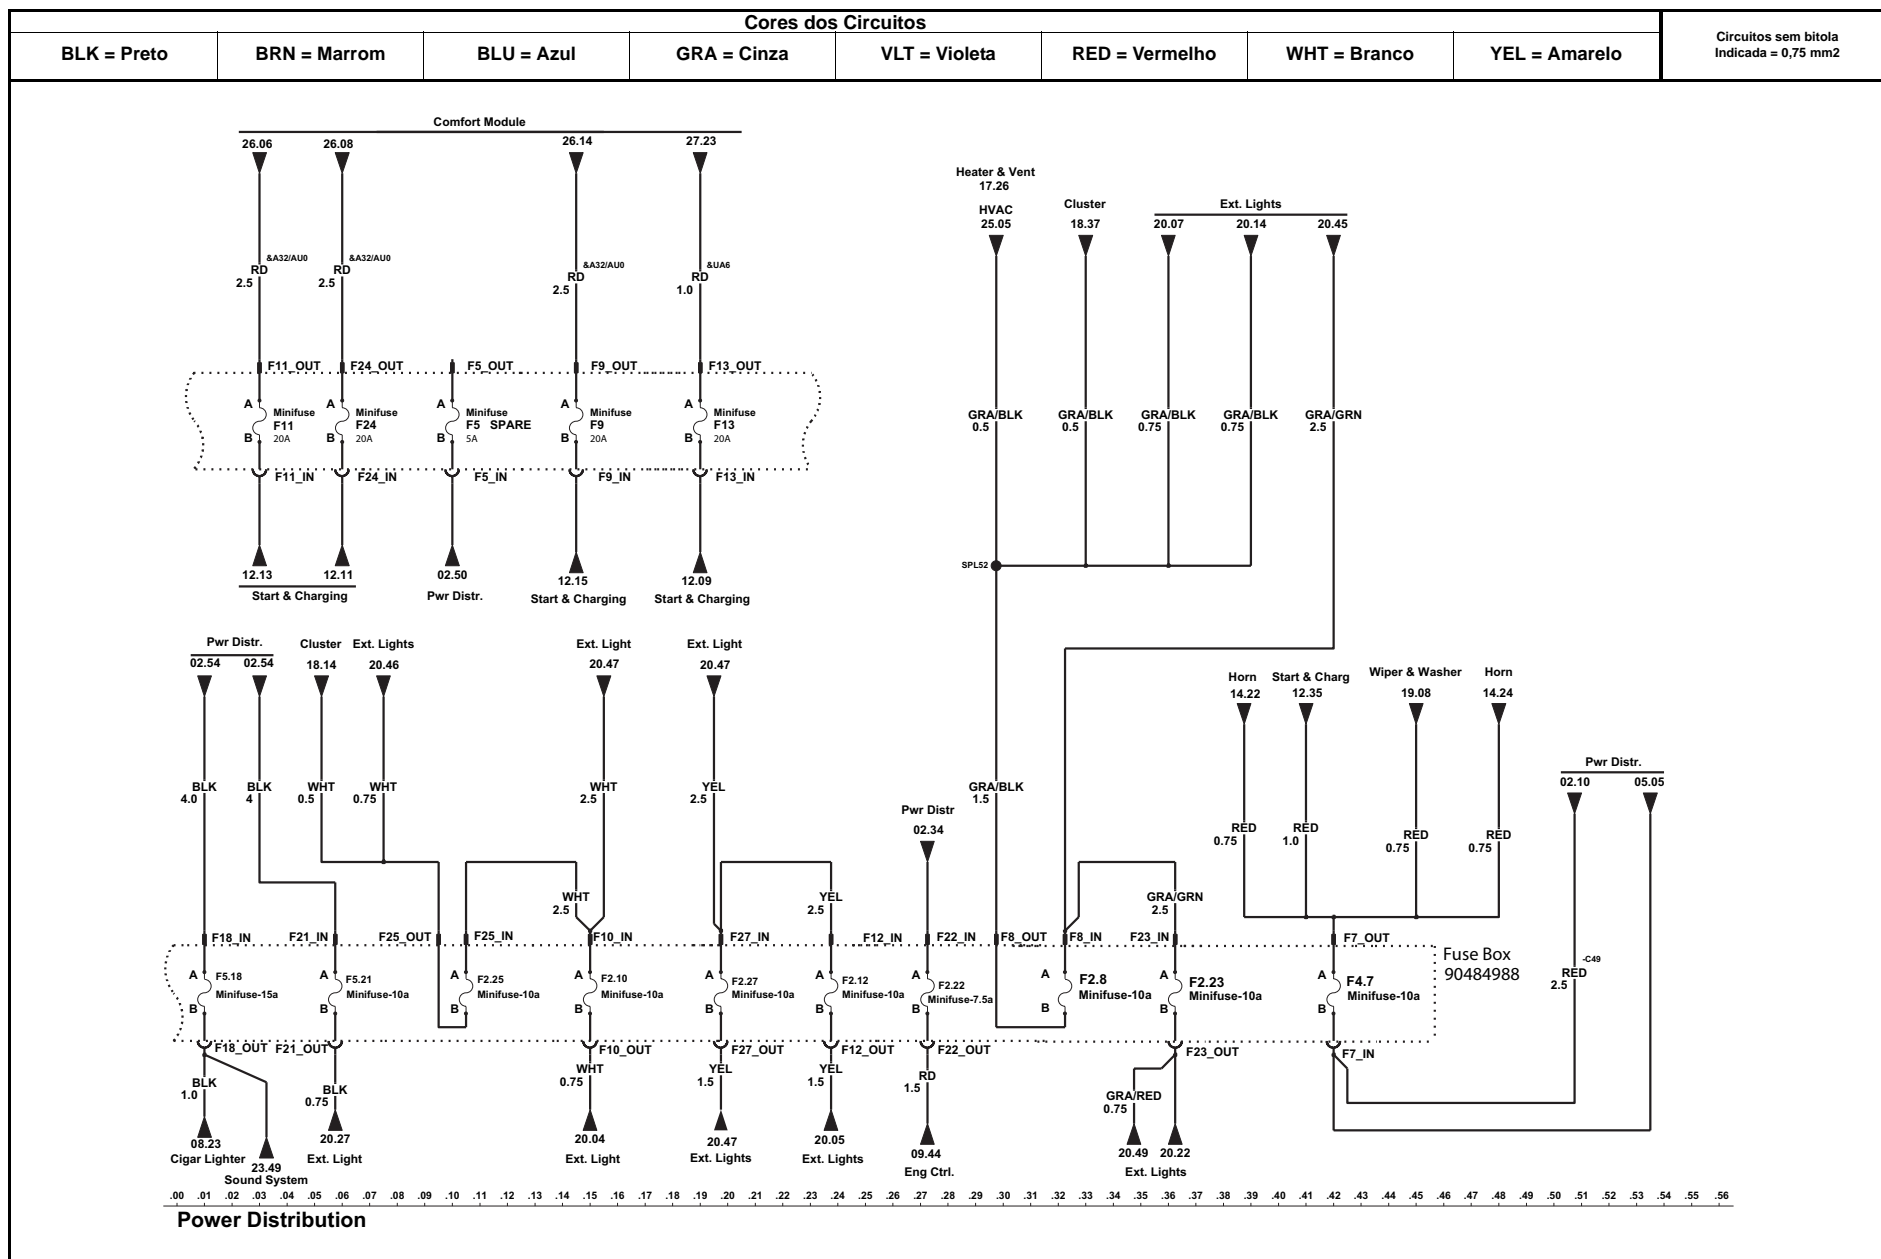 Cores dos Circuitos
BLK = Preto
BRN = Marrom
BLU = Azul
GRA = Cinza
VLT = Violeta
RED = Vermelho
WHT = Branco
YEL = Amarelo
Circuitos sem bitola
Indicada = 0,75 mm2
Comfort Module
26.06 26.08 26.14 27.23
Heater & Vent
17.26
HVAC
25.05
Cluster
18.37
Ext. Lights
20.07 20.14 20.45
&A32/AU0
RD
2.5
&A32/AU0
RD
2.5
&A32/AU0
RD
2.5
&UA6
RD
1.0
F11_OUT F24_OUT F5_OUT F9_OUT F13_OUT
A
Minifuse
F11
20A
B
A
Minifuse
F24
20A
B
A
Minifuse
F5 SPARE
5A
B
A
Minifuse
F9
20A
B
A
Minifuse
F13
20A
B
GRA/BLK
0.5
GRA/BLK
0.5
GRA/BLK
0.75
GRA/BLK
0.75
GRA/GRN
2.5
F11_IN F24_IN F5_IN F9_IN F13_IN
12.13 12.11
Start & Charging
02.50
Pwr Distr.
12.15
Start & Charging
12.09
Start & Charging
SPL52
Pwr Distr.
02.54 02.54
Cluster
18.14
Ext. Lights
20.46
Ext. Light
20.47
Ext. Light
20.47
Horn
14.22
Start & Charg
12.35
Wiper & Washer
19.08
Horn
14.24
Pwr Distr.
02.10 05.05
BLK
4.0
BLK
4
WHT
0.5
WHT
0.75
WHT
2.5
YEL
2.5
GRA/BLK
1.5
Pwr Distr
02.34
RED
0.75
RED
1.0
RED
0.75
RED
0.75
WHT
2.5
YEL
2.5
GRA/GRN
2.5
F18_IN F21_IN F25_OUT F25_IN F10_IN F27_IN F12_IN F22_IN F8_OUT F8_IN F23_IN F7_OUT
Fuse Box
90484988
-C49
RED
2.5
A
F5.18
Minifuse-15a
B
A
F5.21
Minifuse-10a
B
A
F2.25
Minifuse-10a
B
A
F2.10
Minifuse-10a
B
A
F2.27
Minifuse-10a
B
A
F2.12
Minifuse-10a
B
A
F2.22
Minifuse-7.5a
B
A
F2.8
Minifuse-10a
B
A
F2.23
Minifuse-10a
B
A
F4.7
Minifuse-10a
B
F18_OUT F21_OUT F10_OUT F27_OUT F12_OUT F22_OUT F23_OUT F7_IN
BLK
1.0
BLK
0.75
WHT
0.75
YEL
1.5
YEL
1.5
RD
1.5
GRA/RED
0.75
08.23
Cigar Lighter
23.49
Sound System
20.27
Ext. Light
20.04
Ext. Light
20.47
Ext. Lights
20.05
Ext. Lights
09.44
Eng Ctrl.
20.49 20.22
Ext. Lights
.00 .01 .02 .03 .04 .05 .06 .07 .08 .09 .10 .11 .12 .13 .14 .15 .16 .17 .18 .19 .20 .21 .22 .23 .24 .25 .26 .27 .28 .29 .30 .31 .32 .33 .34 .35 .36 .37 .38 .39 .40 .41 .42 .43 .44 .45 .46 .47 .48 .49 .50 .51 .52 .53 .54 .55 .56
Power Distribution